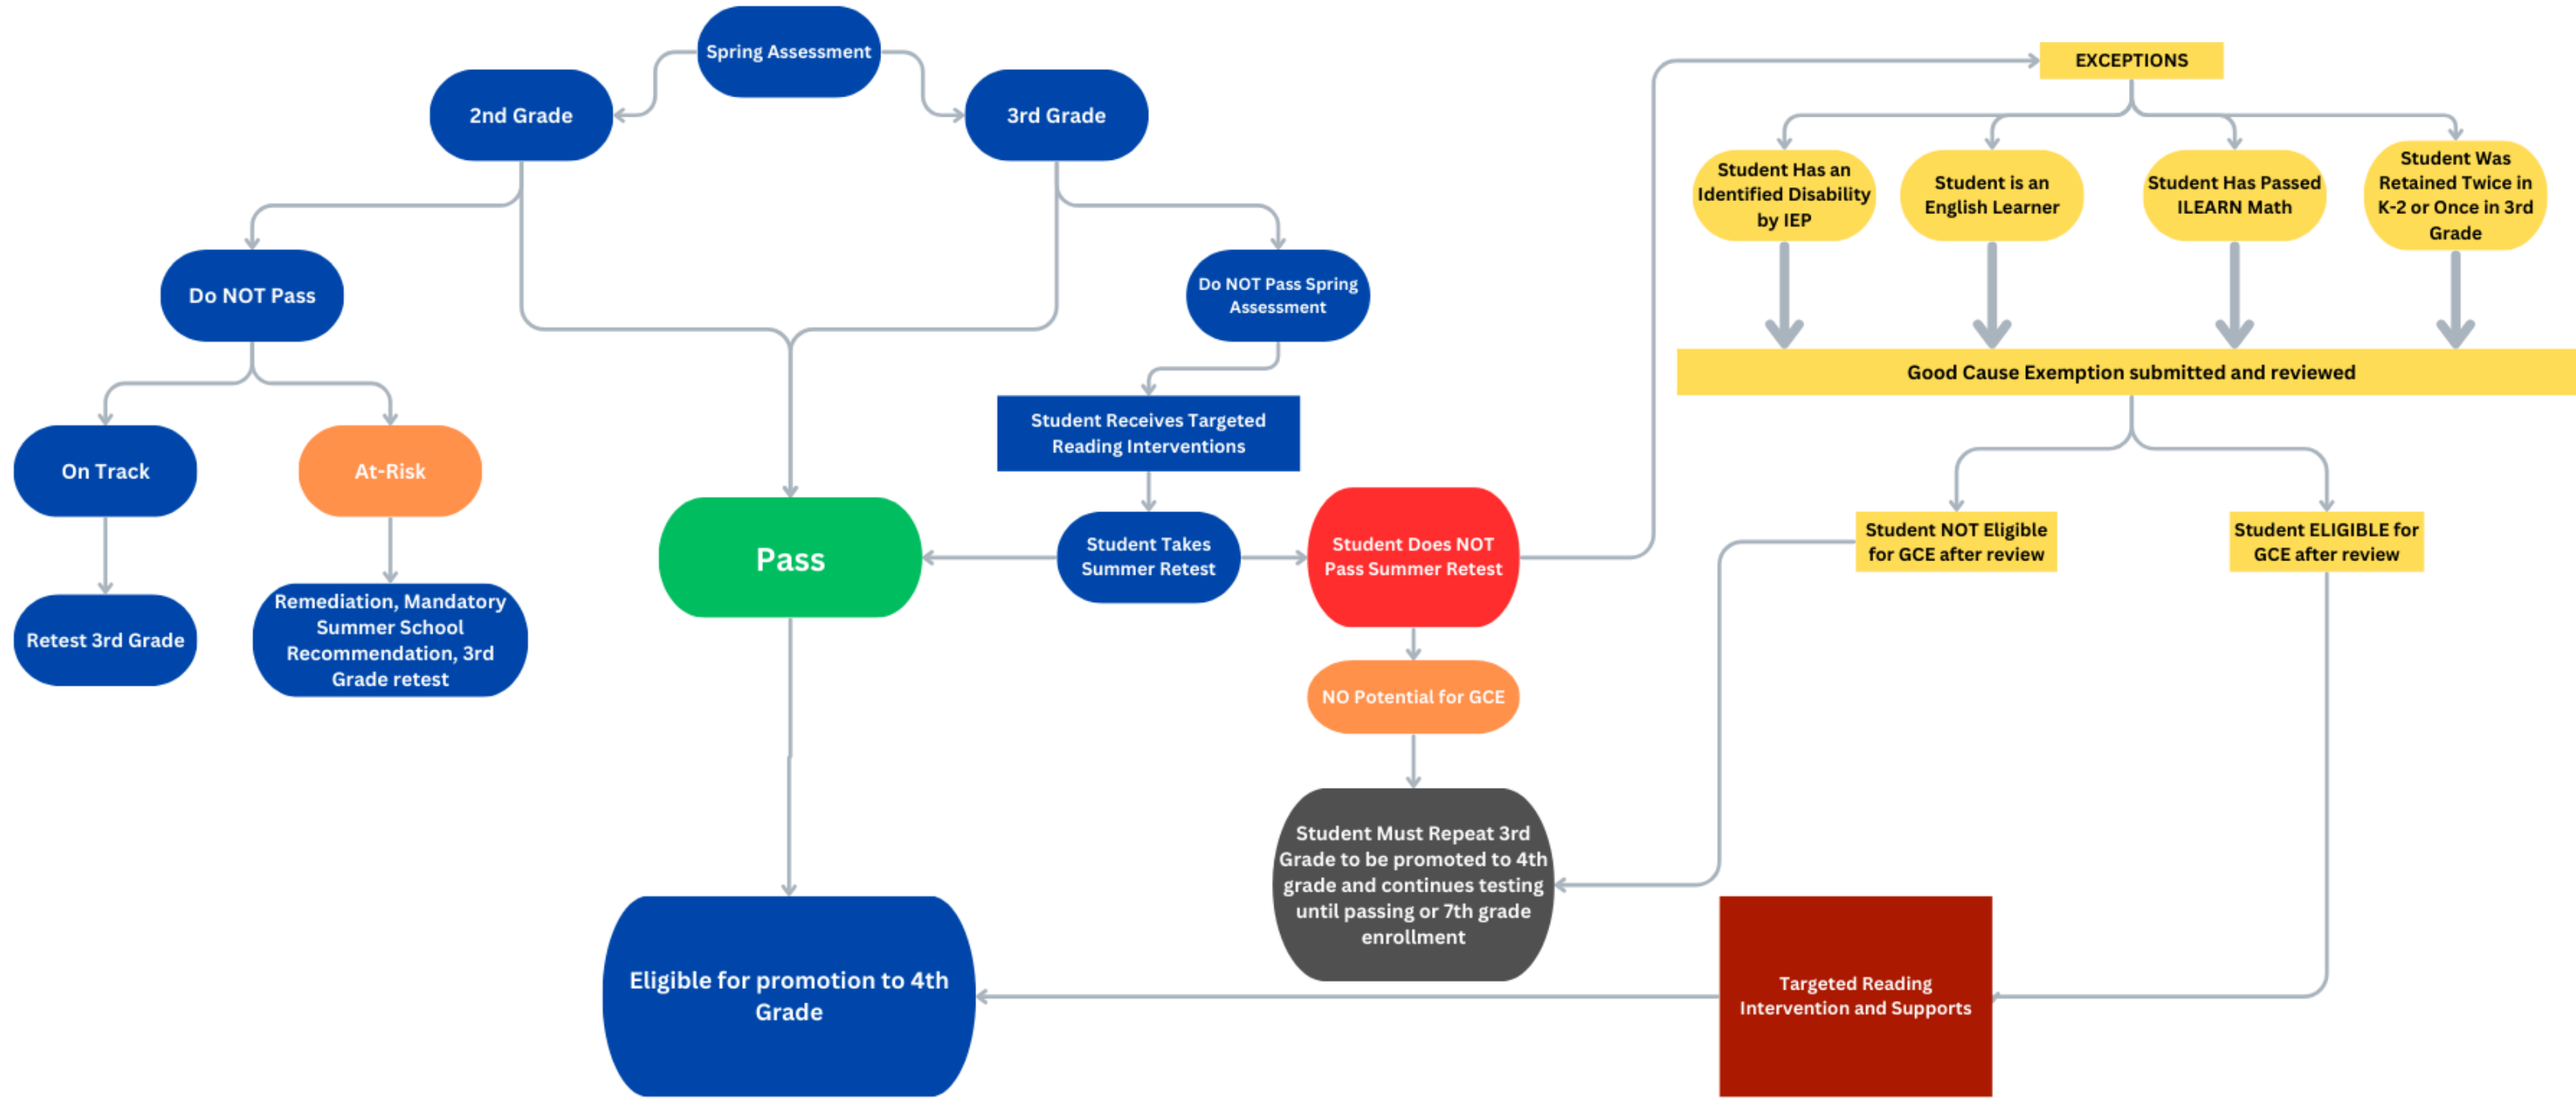 Spring Assessment
2nd Grade
3rd Grade
Do NOT Pass
On Track
At-Risk
Retest 3rd Grade
Remediation, Mandatory
Summer School
Recommendation, 3rd
Grade retest
Do NOT Pass Spring
Assessment
Student Receives Targeted
Reading Interventions
Student Takes
Summer Retest
Pass
Student Does NOT
Pass Summer Retest
NO Potential for GCE
Student Must Repeat 3rd
Grade to be promoted to 4th
grade and continues testing
until passing or 7th grade
enrollment
Eligible for promotion to 4th
Grade
EXCEPTIONS
Student Has an
Identified Disability
by IEP
Student is an
English Learner
Student Has Passed
ILEARN Math
Student Was
Retained Twice in
K-2 or Once in 3rd
Grade
Good Cause Exemption submitted and reviewed
Student NOT Eligible
for GCE after review
Student ELIGIBLE for
GCE after review
Targeted Reading
Intervention and Supports